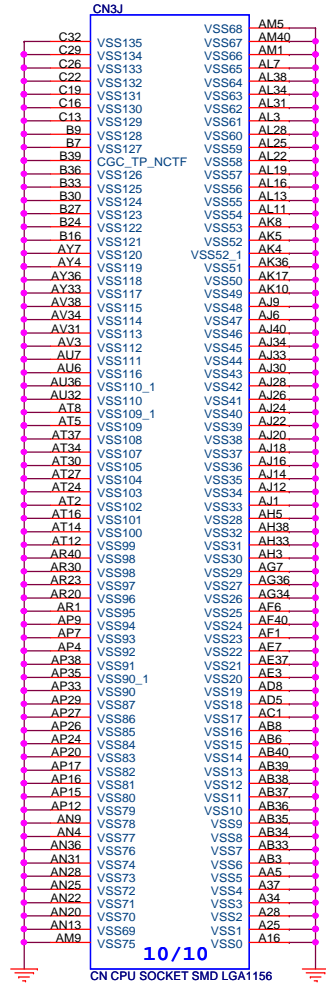 CN3J
C32 VSS135
C29 VSS134
C26 VSS133
C22 VSS132
C19 VSS131
C16 VSS130
C13 VSS129
B9 VSS128
B7 VSS127
B39 CGC_TP_NCTF
B36 VSS126
B33 VSS125
B30 VSS124
B27 VSS123
B24 VSS122
B16 VSS121
AY7 VSS120
AY4 VSS119
AY36 VSS118
AY33 VSS117
AV38 VSS115
AV34 VSS114
AV31 VSS113
AV3 VSS112
AU7 VSS111
AU6 VSS116
AU36 VSS110_1
AU32 VSS110
AT8 VSS109_1
AT5 VSS109
AT37 VSS108
AT34 VSS107
AT30 VSS105
AT27 VSS104
AT24 VSS103
AT2 VSS102
AT16 VSS101
AT14 VSS100
AT12 VSS99
AR40 VSS98
AR30 VSS98
AR23 VSS97
AR20 VSS96
AR1 VSS95
AP9 VSS94
AP7 VSS93
AP4 VSS92
AP38 VSS91
AP35 VSS90_1
AP33 VSS90
AP29 VSS87
AP27 VSS86
AP26 VSS85
AP24 VSS84
AP20 VSS83
AP17 VSS82
AP16 VSS81
AP15 VSS80
AP12 VSS79
AN9 VSS78
AN4 VSS77
AN36 VSS76
AN31 VSS74
AN28 VSS73
AN25 VSS72
AN22 VSS71
AN20 VSS70
AN13 VSS69
AM9 VSS75
VSS68 AM5
VSS67 AM40
VSS66 AM1
VSS65 AL7
VSS64 AL38
VSS63 AL34
VSS62 AL31
VSS61 AL3
VSS60 AL28
VSS59 AL25
VSS58 AL22
VSS57 AL19
VSS56 AL16
VSS55 AL13
VSS54 AL11
VSS53 AK8
VSS52 AK5
VSS52_1 AK4
VSS51 AK36
VSS50 AK17
VSS49 AK10
VSS48 AJ9
VSS47 AJ6
VSS46 AJ40
VSS45 AJ34
VSS44 AJ33
VSS43 AJ30
VSS42 AJ28
VSS41 AJ26
VSS40 AJ24
VSS39 AJ22
VSS38 AJ20
VSS37 AJ18
VSS36 AJ16
VSS35 AJ14
VSS34 AJ12
VSS33 AJ1
VSS28 AH5
VSS32 AH38
VSS31 AH33
VSS30 AH3
VSS29 AG7
VSS27 AG36
VSS26 AG34
VSS25 AF6
VSS24 AF40
VSS23 AF1
VSS22 AE7
VSS21 AE37
VSS20 AE3
VSS19 AD8
VSS18 AD5
VSS17 AC1
VSS16 AB8
VSS15 AB6
VSS14 AB40
VSS13 AB39
VSS12 AB38
VSS11 AB37
VSS10 AB36
VSS9 AB35
VSS8 AB34
VSS7 AB33
VSS6 AB3
VSS5 AA5
VSS4 A37
VSS3 A34
VSS2 A28
VSS1 A25
VSS0 A16
10/10
CN CPU SOCKET SMD LGA1156